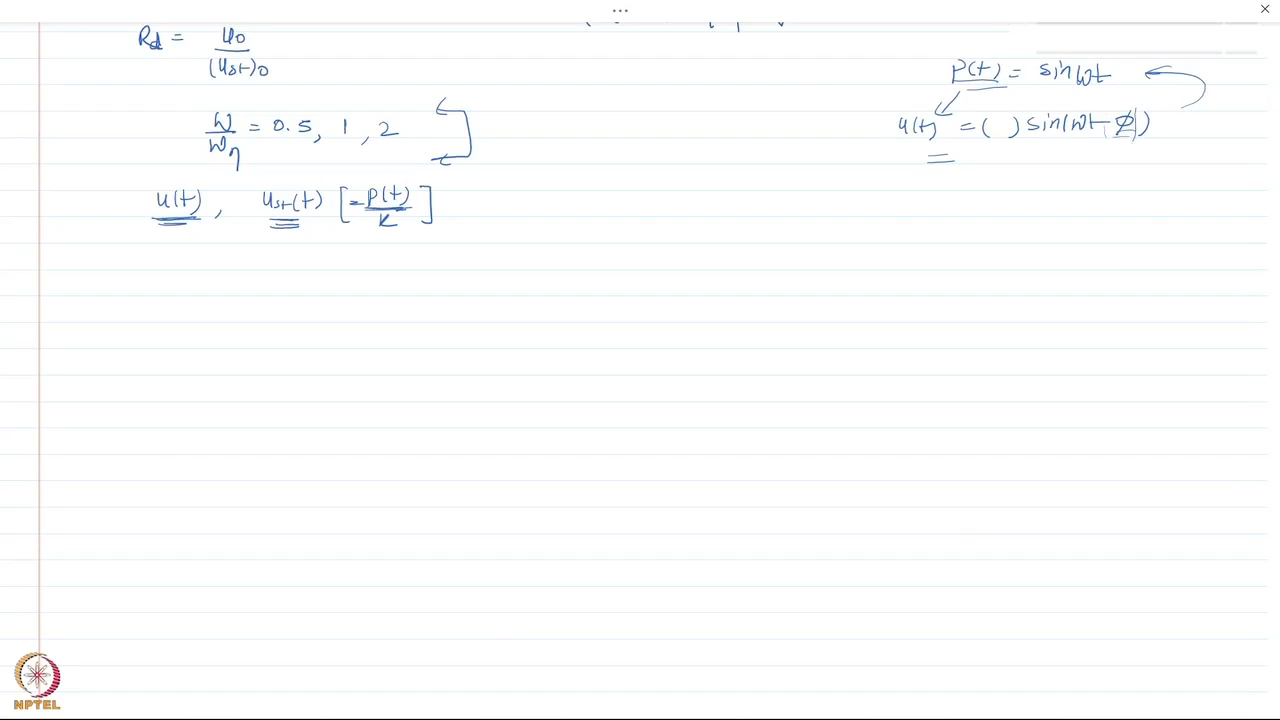 Rd = u0 / (ust)0
P(t) = sin ωt
u(t) = ( ) sin(ωt - φ)
ω / ωn = 0.5, 1, 2
u(t), ust(t) [= P(t) / k]
NPTEL